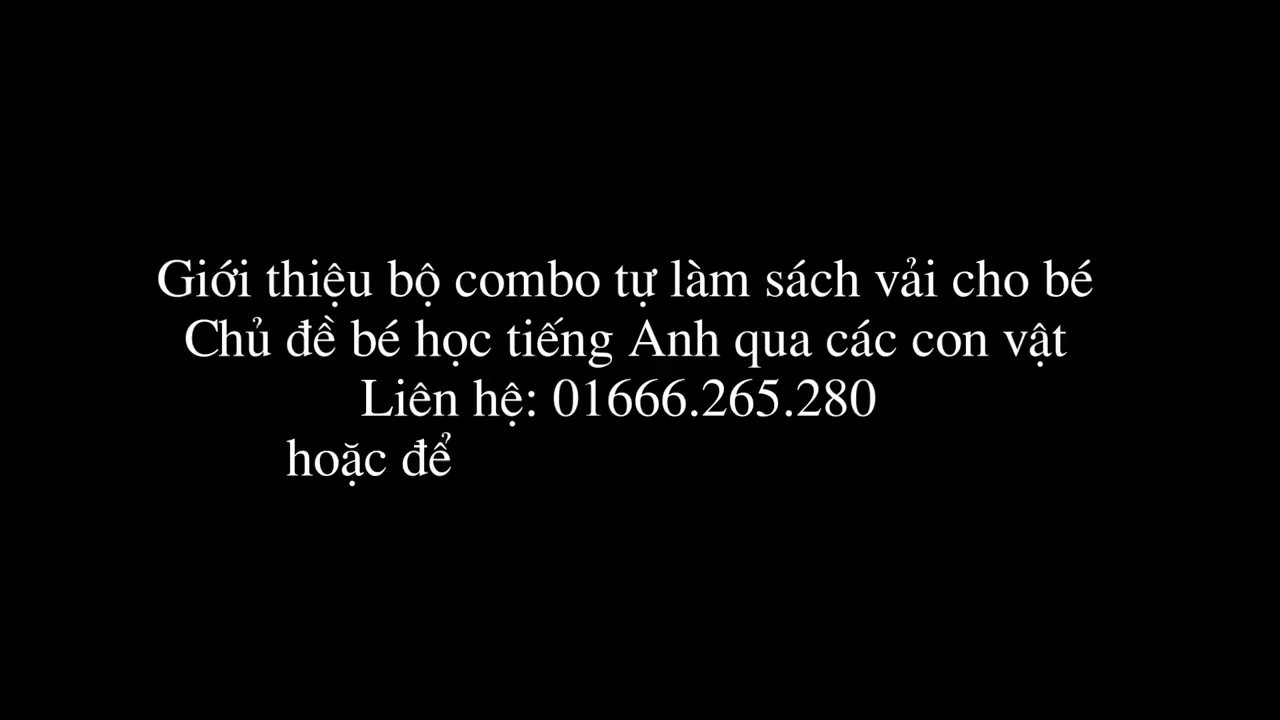 Giới thiệu bộ combo tự làm sách vải cho bé
Chủ đề bé học tiếng Anh qua các con vật
Liên hệ: 01666.265.280
hoặc để